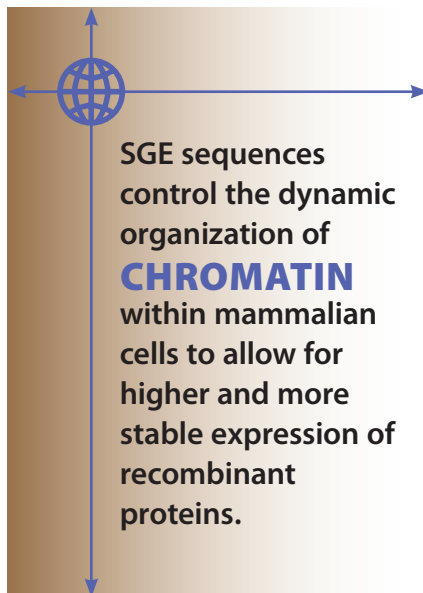 SGE sequences
control the dynamic
organization of
CHROMATIN
within mammalian
cells to allow for
higher and more
stable expression of
recombinant
proteins.